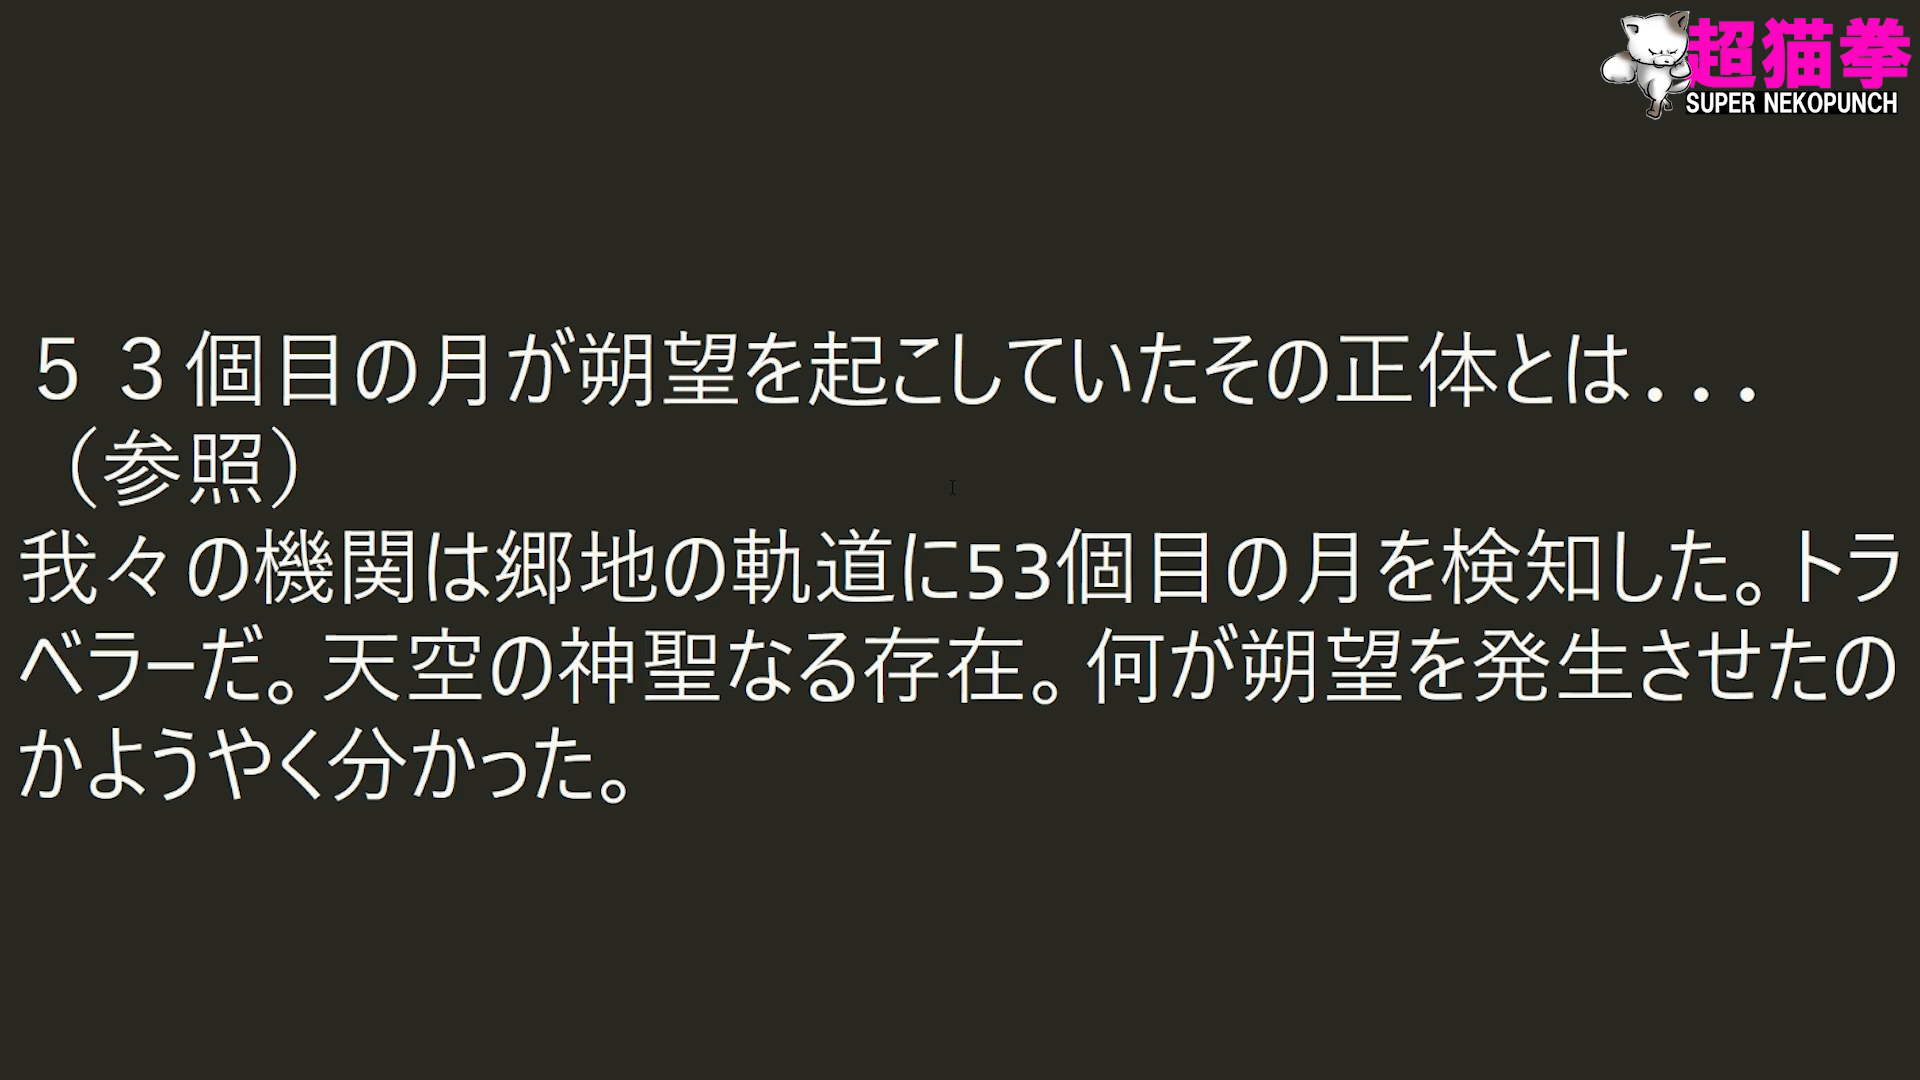 超猫拳
SUPER NEKOPUNCH
５３個目の月が朔望を起こしていたその正体とは．．．
（参照）
我々の機関は郷地の軌道に53個目の月を検知した。トラ
ベラーだ。天空の神聖なる存在。何が朔望を発生させたの
かようやく分かった。